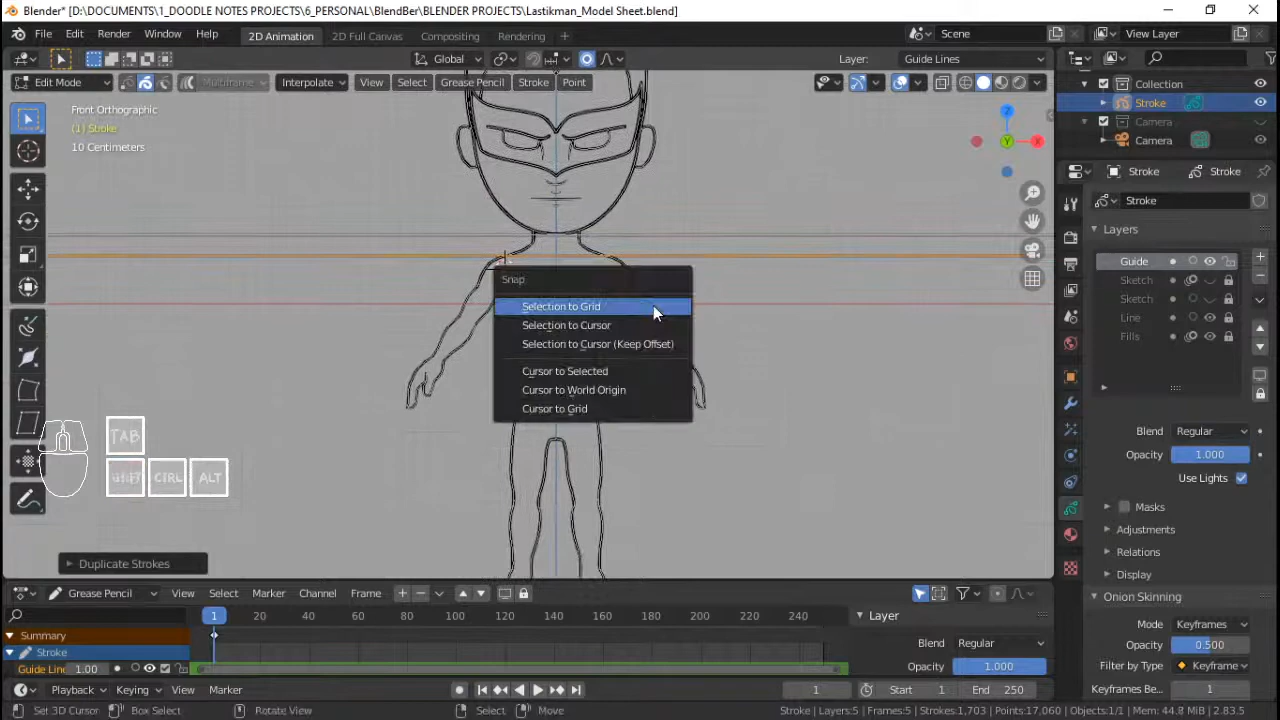 Blender* [D:\DOCUMENTS\1_DOODLE NOTES PROJECTS\6_PERSONAL\BlendBer\BLENDER PROJECTS\Lastikman_Model Sheet.blend]
File Edit Render Window Help 2D Animation 2D Full Canvas Compositing Rendering Scene View Layer
Global Layer: Guide Lines
Edit Mode Multiframe Interpolate View Select Grease Pencil Stroke Point
Collection
Stroke
Camera
Camera
Front Orthographic
(1) Stroke
10 Centimeters
Stroke Stroke
Stroke
Layers
Guide
Sketch
Sketch
Line
Fills
Snap
Selection to Grid
Selection to Cursor
Selection to Cursor (Keep Offset)
Cursor to Selected
Cursor to World Origin
Cursor to Grid
Blend Regular
Opacity 1.000
Use Lights
Masks
Adjustments
Relations
Display
Onion Skinning
Mode Keyframes
Opacity 0.500
Filter by Type Keyframe
Keyframes Be... 1
TAB
CTRL ALT
Duplicate Strokes
Grease Pencil View Select Marker Channel Frame
1 20 40 60 80 100 120 140 160 180 200 220 240
Summary
Stroke
Guide Line 1.00
Layer
Blend Regular
Opacity 1.000
Playback Keying View Marker 1 Start 1 End 250
Set 3D Cursor Box Select Rotate View Select Move Stroke | Layers:5 | Frames:5 | Strokes:1,703 | Points:17,060 | Objects:1/1 | Mem: 44.8 MiB | 2.83.5